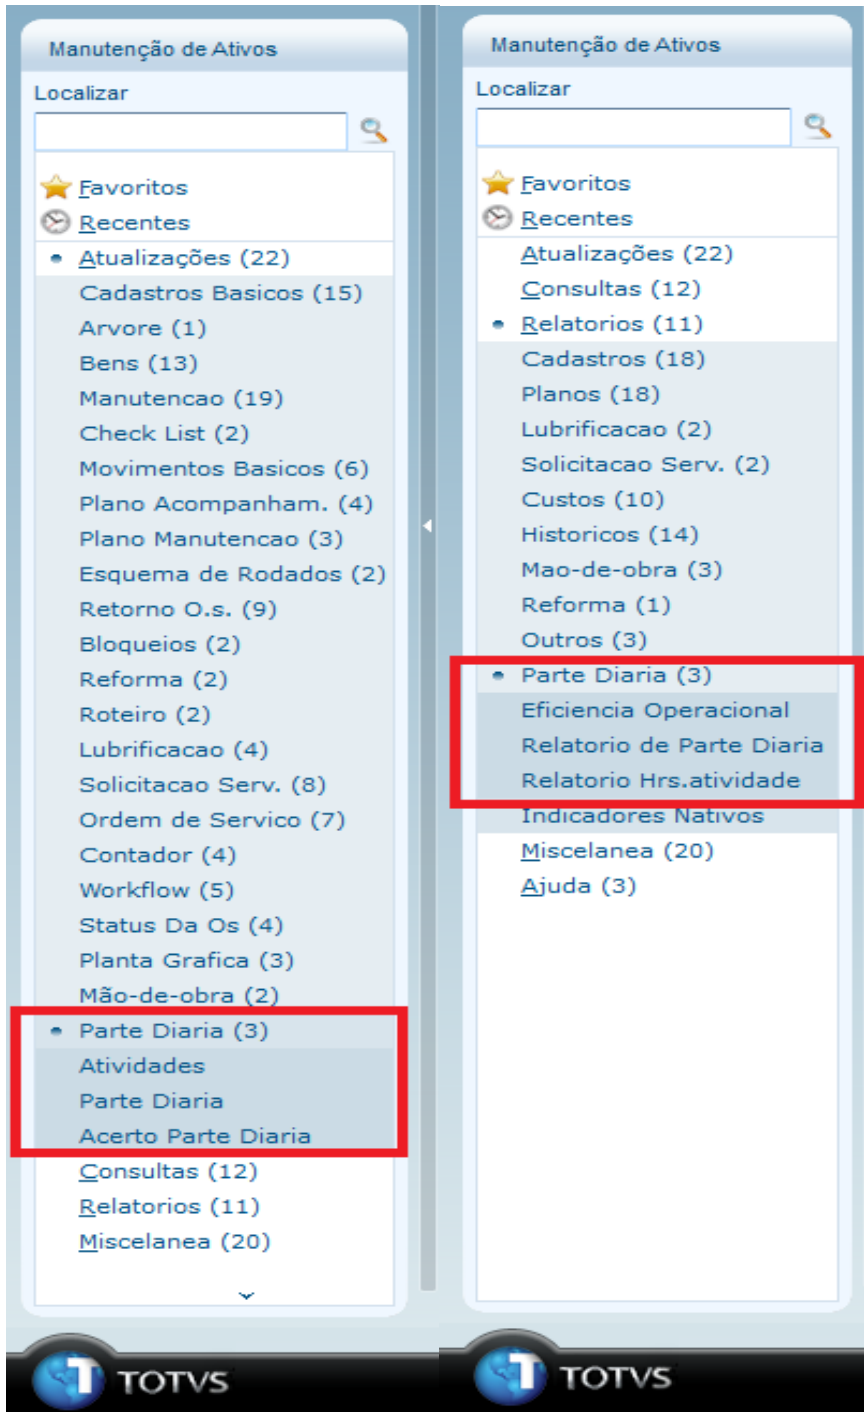 Manutenção de Ativos
Localizar
Favoritos
Recentes
Atualizações (22)
Cadastros Basicos (15)
Arvore (1)
Bens (13)
Manutencao (19)
Check List (2)
Movimentos Basicos (6)
Plano Acompanham. (4)
Plano Manutencao (3)
Esquema de Rodados (2)
Retorno O.s. (9)
Bloqueios (2)
Reforma (2)
Roteiro (2)
Lubrificacao (4)
Solicitacao Serv. (8)
Ordem de Servico (7)
Contador (4)
Workflow (5)
Status Da Os (4)
Planta Grafica (3)
Mão-de-obra (2)
Parte Diaria (3)
Atividades
Parte Diaria
Acerto Parte Diaria
Consultas (12)
Relatorios (11)
Miscelanea (20)
TOTVS
Manutenção de Ativos
Localizar
Favoritos
Recentes
Atualizações (22)
Consultas (12)
Relatorios (11)
Cadastros (18)
Planos (18)
Lubrificacao (2)
Solicitacao Serv. (2)
Custos (10)
Historicos (14)
Mao-de-obra (3)
Reforma (1)
Outros (3)
Parte Diaria (3)
Eficiencia Operacional
Relatorio de Parte Diaria
Relatorio Hrs.atividade
Indicadores Nativos
Miscelanea (20)
Ajuda (3)
TOTVS